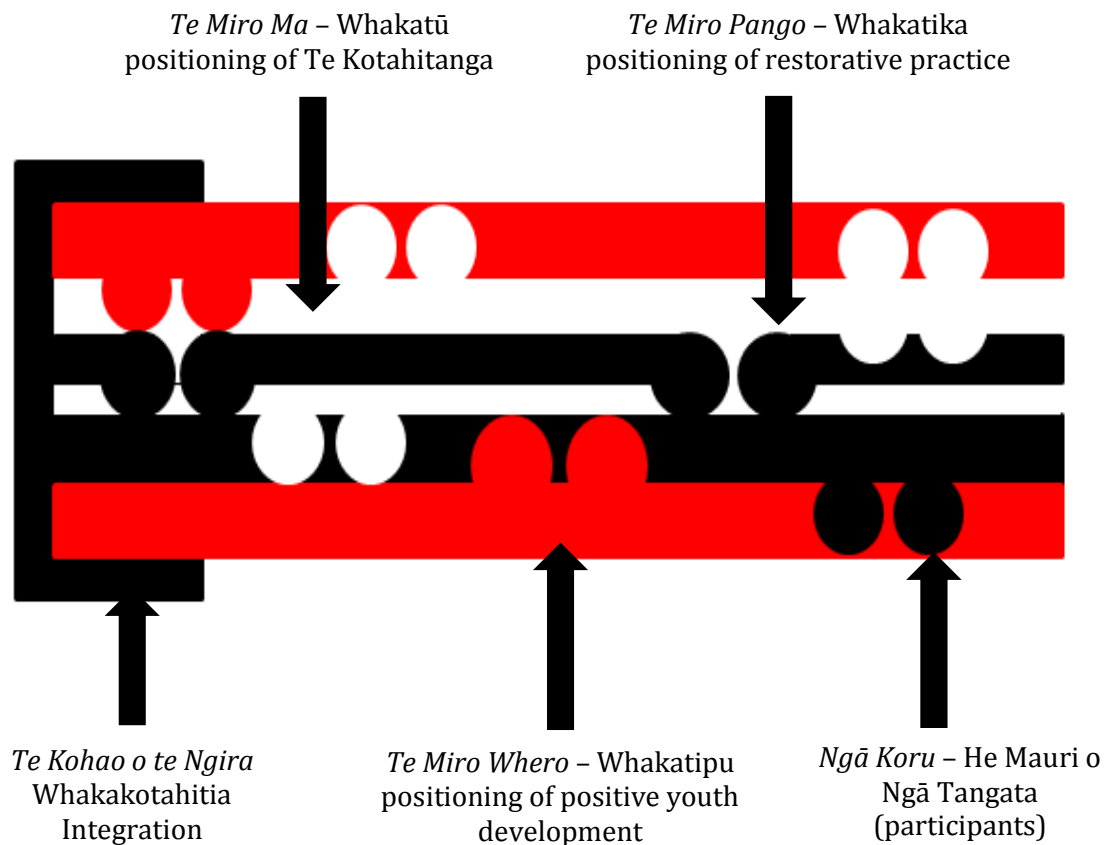 Te Miro Ma – Whakatū
positioning of Te Kotahitanga
Te Miro Pango – Whakatika
positioning of restorative practice
Te Kohao o te Ngira
Whakakotahitia
Integration
Te Miro Whero – Whakatipu
positioning of positive youth
development
Ngā Koru – He Mauri o
Ngā Tangata
(participants)